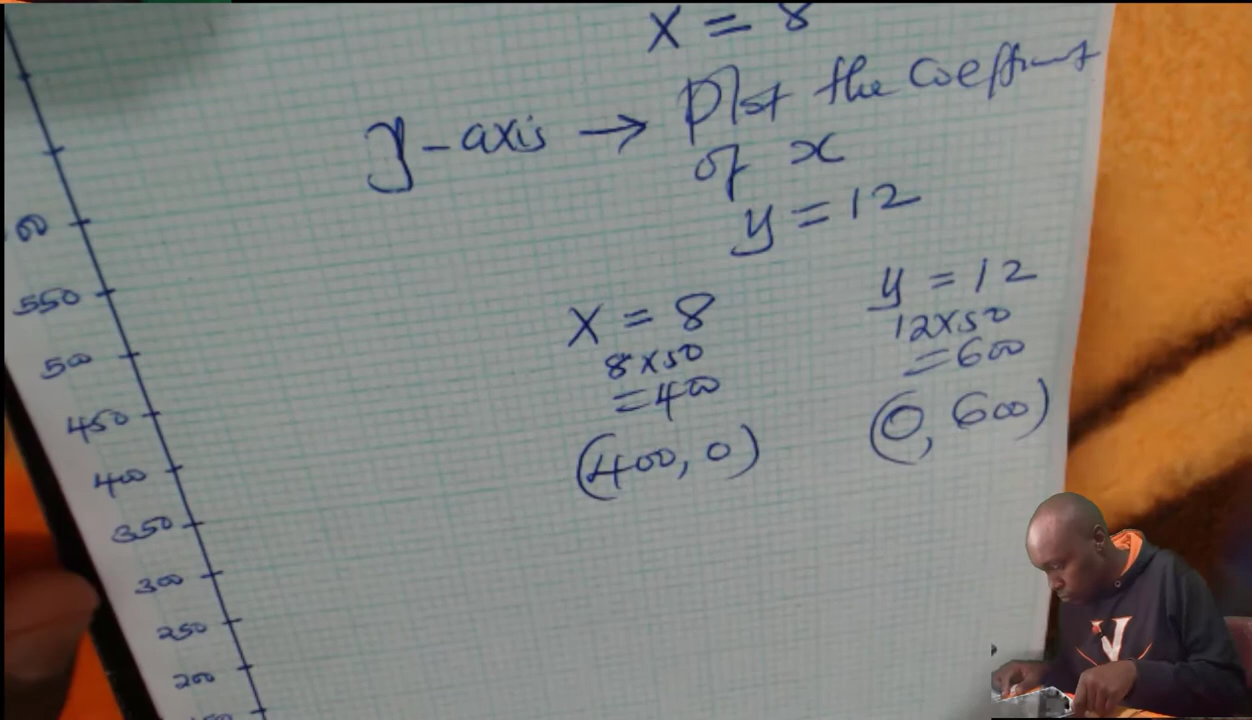 x = 8
y-axis → Plot the coefficient
of x
y = 12
x = 8
8x50
=400
(400, 0)
y = 12
12x50
=600
(0, 600)
550
500
450
400
350
300
250
200
V